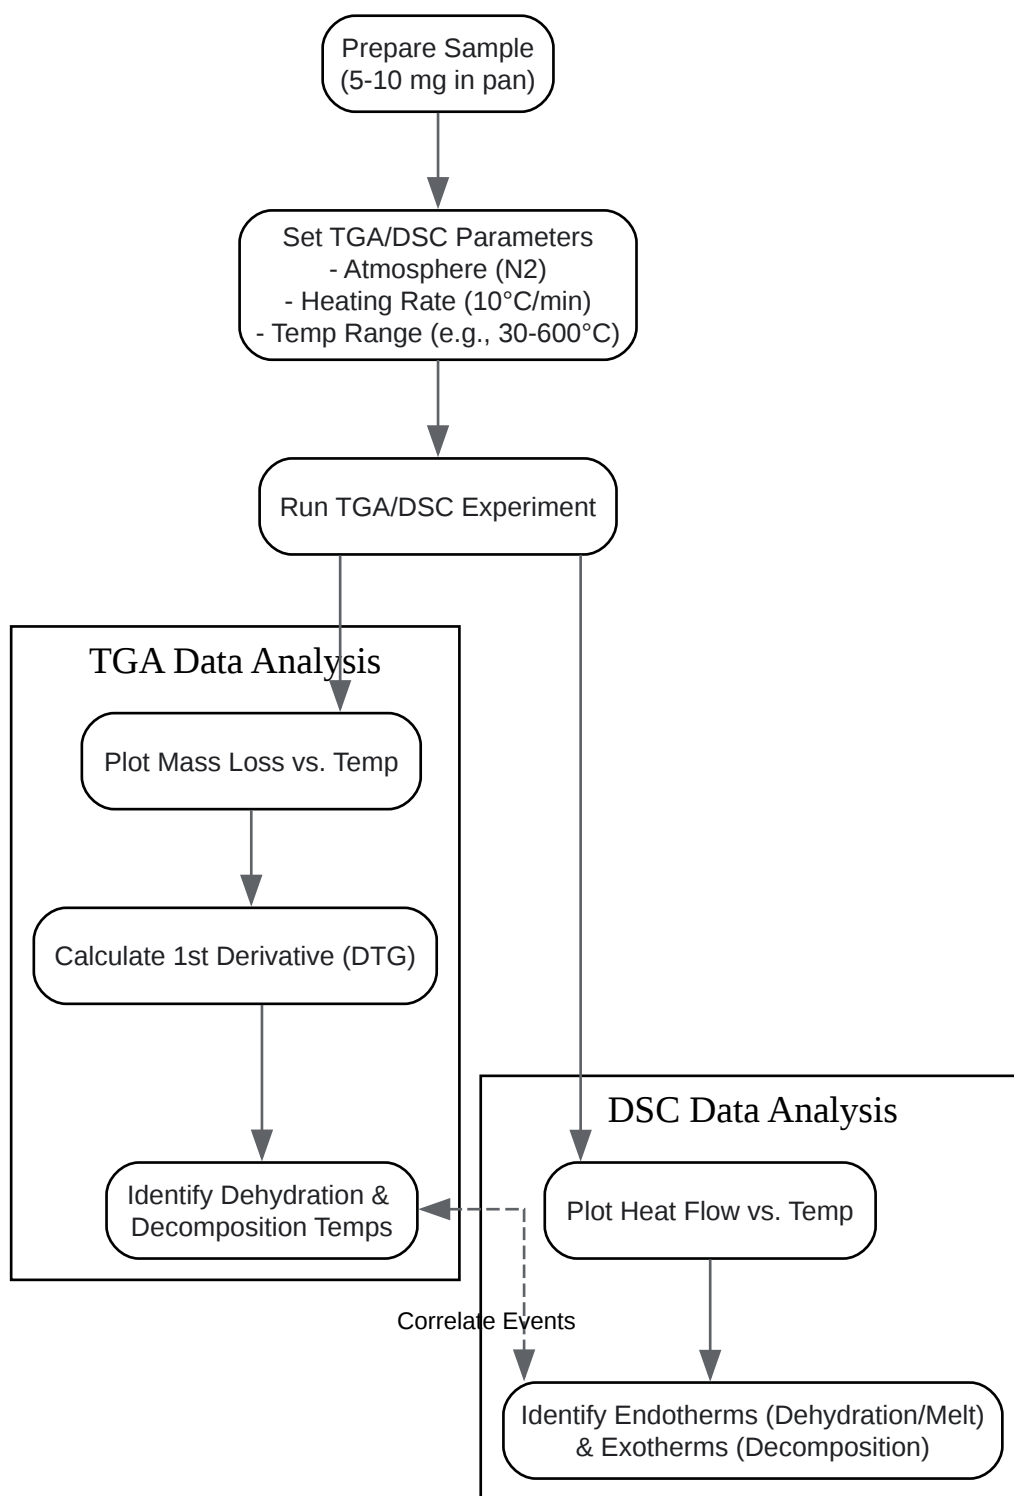 Prepare Sample
(5-10 mg in pan)
Set TGA/DSC Parameters
- Atmosphere (N2)
- Heating Rate (10°C/min)
- Temp Range (e.g., 30-600°C)
Run TGA/DSC Experiment
TGA Data Analysis
Plot Mass Loss vs. Temp
Calculate 1st Derivative (DTG)
Identify Dehydration &
Decomposition Temps
DSC Data Analysis
Plot Heat Flow vs. Temp
Correlate Events
Identify Endotherms (Dehydration/Melt)
& Exotherms (Decomposition)